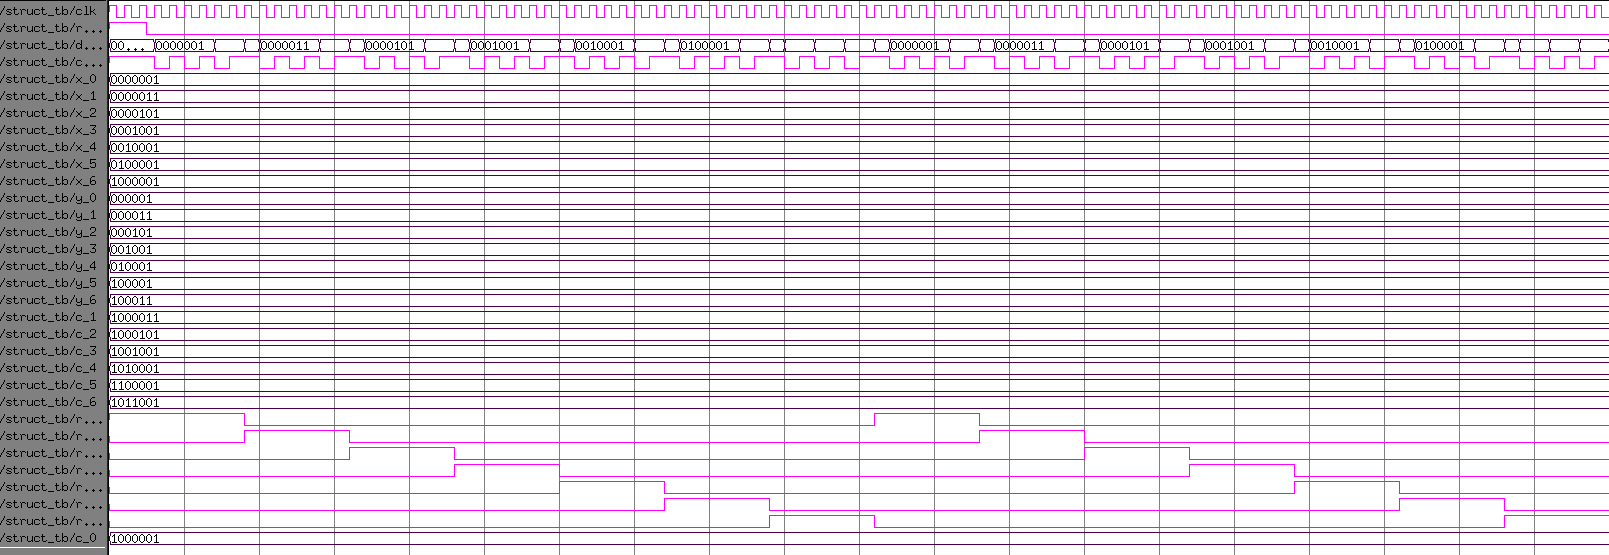 /struct_tb/clk
/struct_tb/r...
/struct_tb/d... 00... 0000001 0000011 0000101 0001001 0010001 0100001 0000001 0000011 0000101 0001001 0010001 0100001
/struct_tb/c...
/struct_tb/x_0 0000001
/struct_tb/x_1 0000011
/struct_tb/x_2 0000101
/struct_tb/x_3 0001001
/struct_tb/x_4 0010001
/struct_tb/x_5 0100001
/struct_tb/x_6 1000001
/struct_tb/y_0 000001
/struct_tb/y_1 000011
/struct_tb/y_2 000101
/struct_tb/y_3 001001
/struct_tb/y_4 010001
/struct_tb/y_5 100001
/struct_tb/y_6 100011
/struct_tb/c_1 1000011
/struct_tb/c_2 1000101
/struct_tb/c_3 1001001
/struct_tb/c_4 1010001
/struct_tb/c_5 1100001
/struct_tb/c_6 1011001
/struct_tb/r...
/struct_tb/r...
/struct_tb/r...
/struct_tb/r...
/struct_tb/r...
/struct_tb/r...
/struct_tb/r...
/struct_tb/c_0 1000001